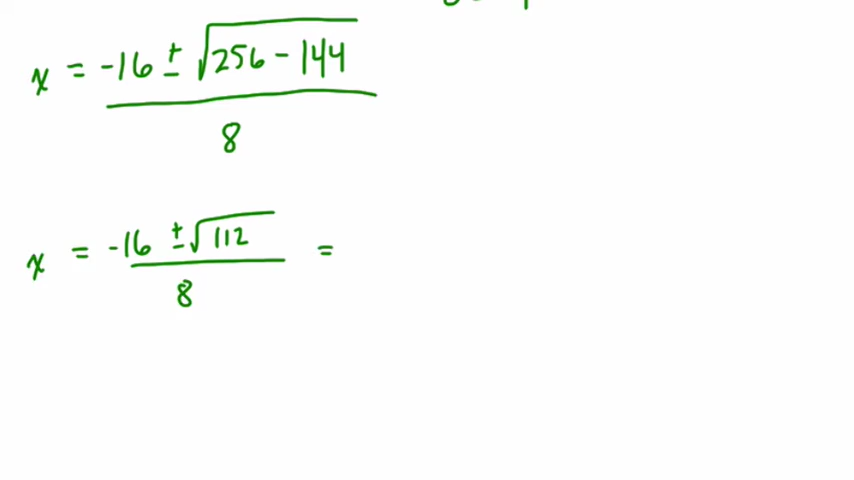 x = -16 ± √256 - 144
8
x = -16 ± √112 =
8